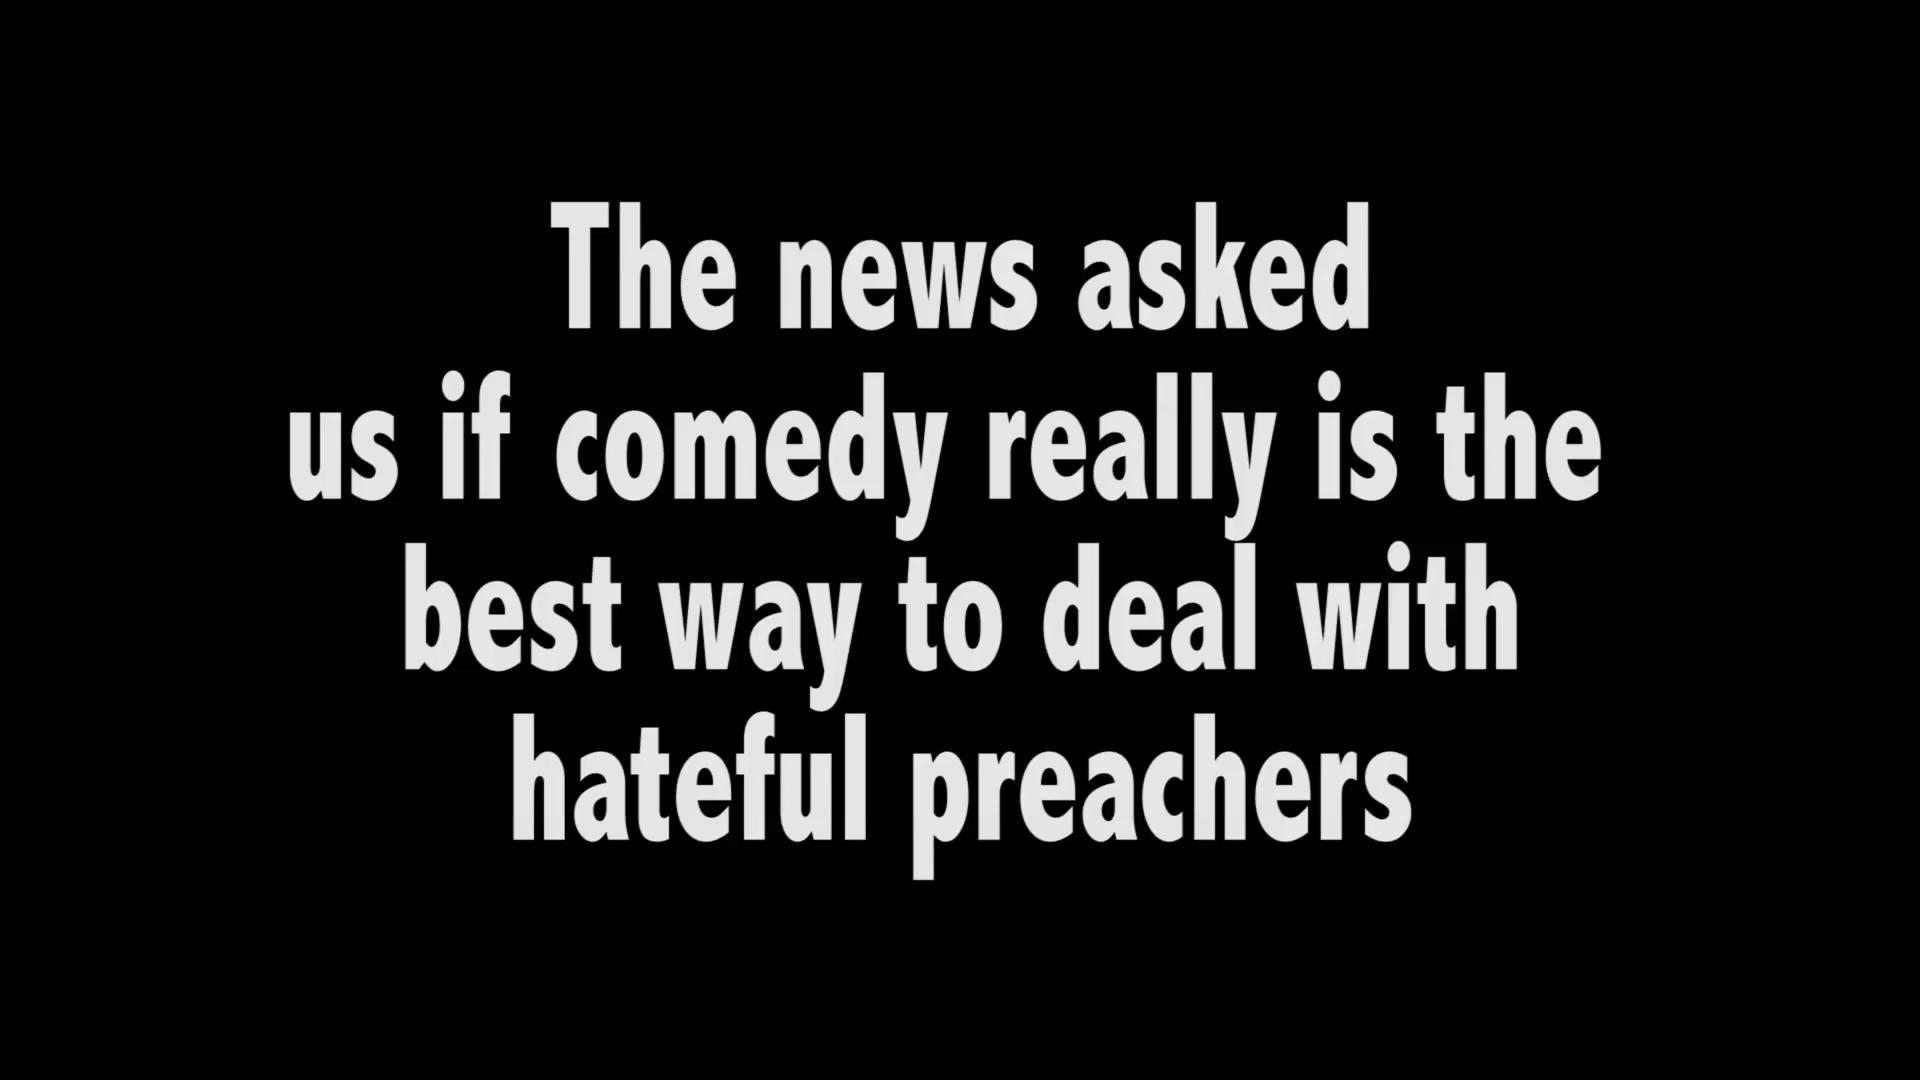 The news asked
us if comedy really is the
best way to deal with
hateful preachers